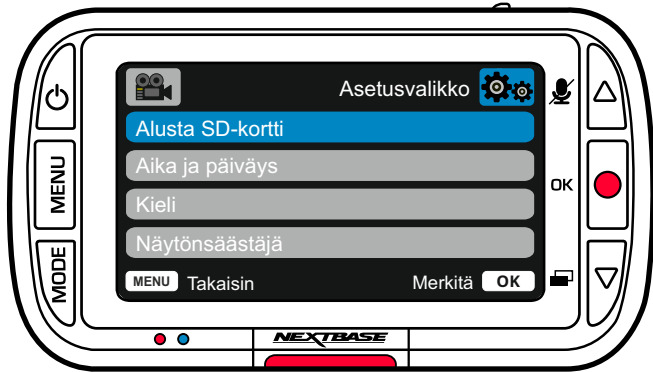 Asetusvalikko
Alusta SD-kortti
Aika ja päiväys
Kieli
Näytönsäästäjä
MENU Takaisin Merkitä OK
MENU
MODE
OK
NEXTBASE